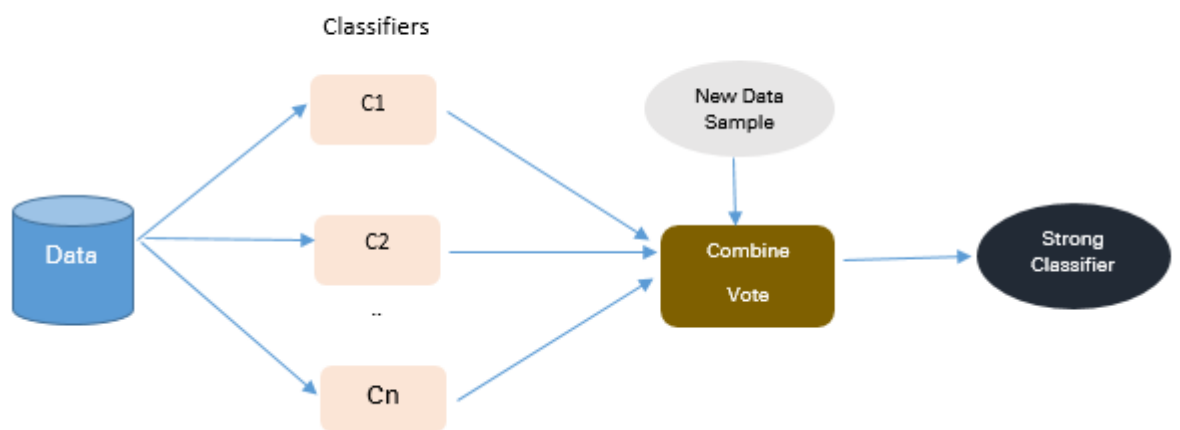 Classifiers
C1
New Data
Sample
Data
C2
Combine
Vote
Strong
Classifier
..
Cn